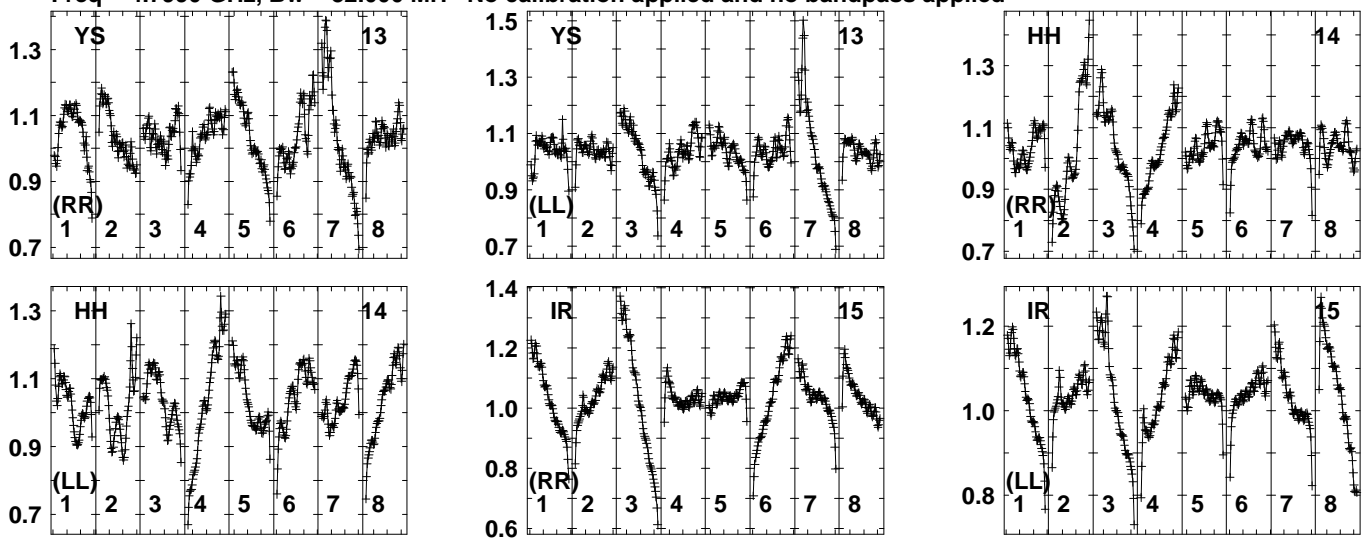 Freq = GHz, Bw = 32.000 MH No calibration applied and no bandpass applied
YS 13
1.3
1.1
0.9
0.7
(RR)
1 2 3 4 5 6 7 8
YS 13
1.5
1.3
1.1
0.9
0.7
(LL)
1 2 3 4 5 6 7 8
HH 14
1.3
1.1
0.9
0.7
(RR)
1 2 3 4 5 6 7 8
HH 14
1.3
1.1
0.9
0.7
(LL)
1 2 3 4 5 6 7 8
IR 15
1.4
1.2
1.0
0.8
0.6
(RR)
1 2 3 4 5 6 7 8
IR 15
1.2
1.0
0.8
(LL)
1 2 3 4 5 6 7 8